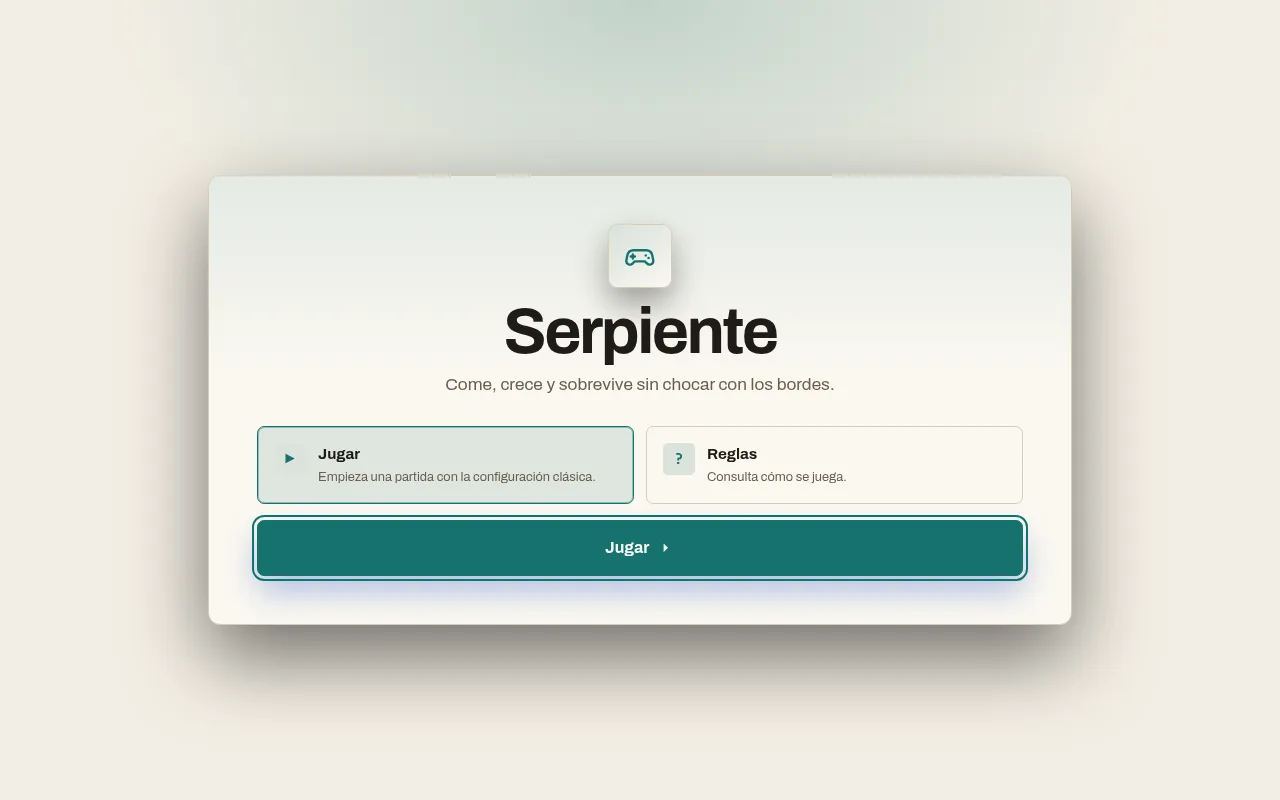 Serpiente
Come, crece y sobrevive sin chocar con los bordes.
Jugar
Empieza una partida con la configuración clásica.
?
Reglas
Consulta cómo se juega.
Jugar